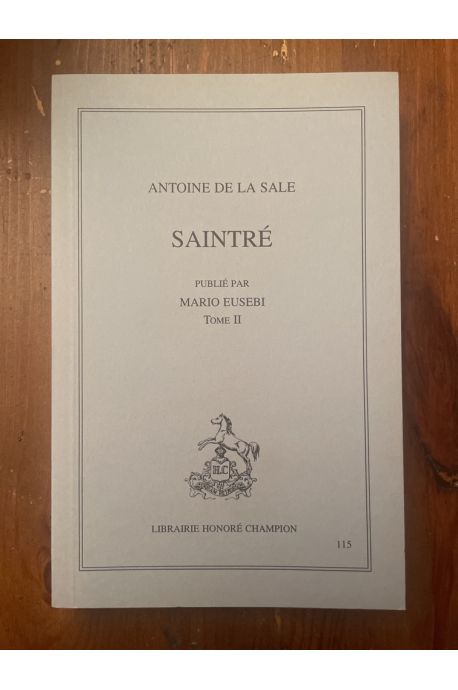 ANTOINE DE LA SALE
SAINTRÉ
PUBLIÉ PAR
MARIO EUSEBI
TOME II
H.C
LIBRAIRIE HONORÉ CHAMPION
115